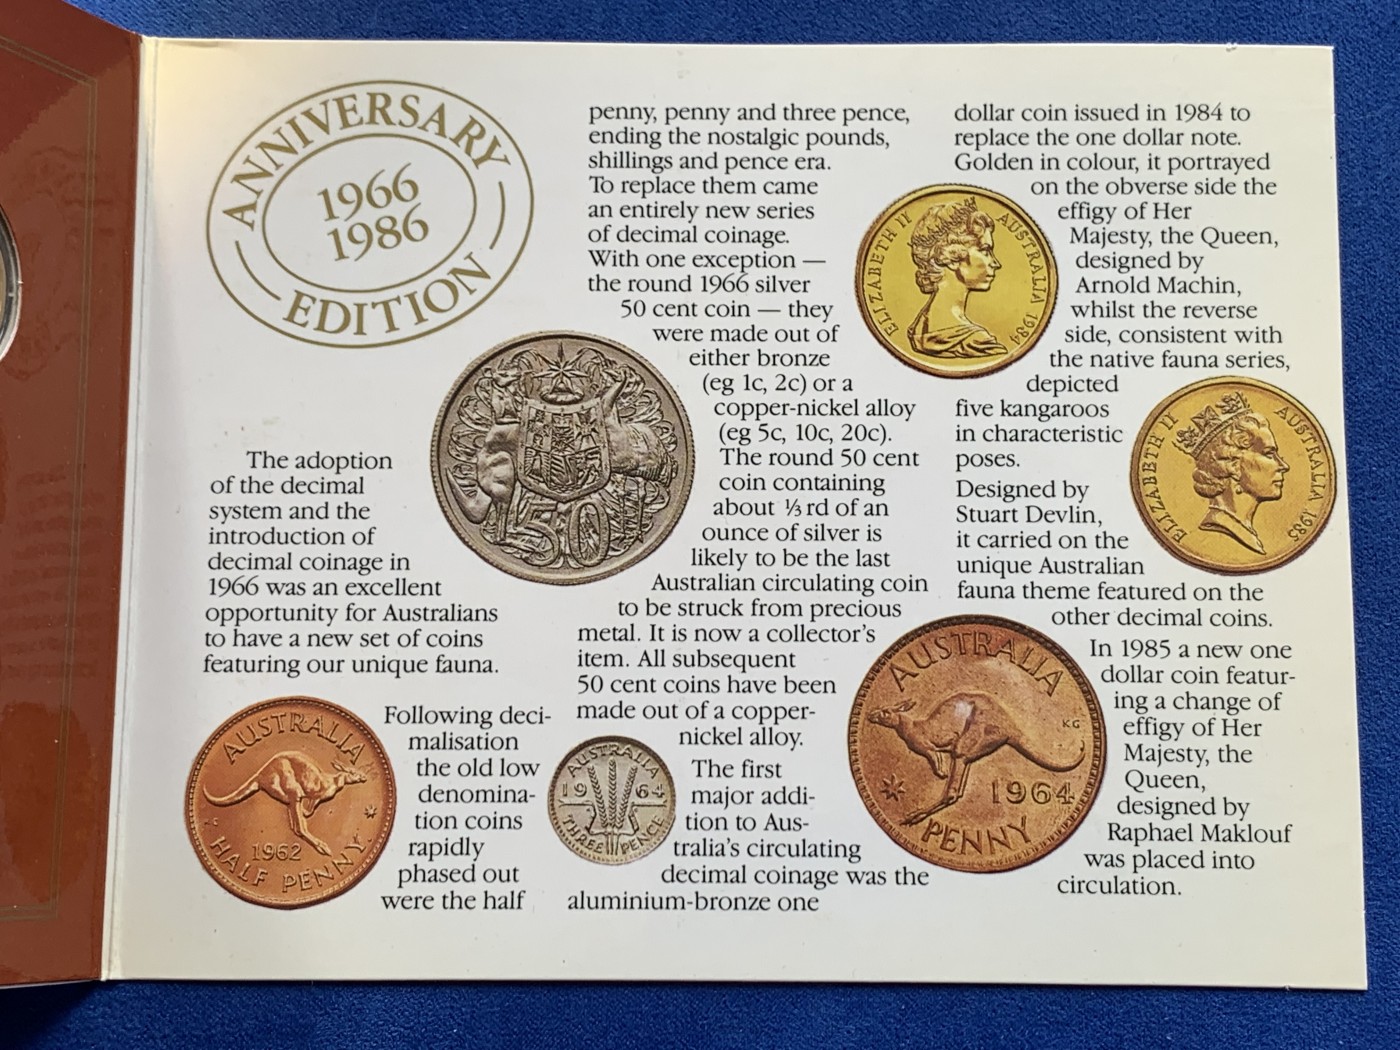 ANNIVERSARY
1966
1986
EDITION
The adoption
of the decimal
system and the
introduction of
decimal coinage in
1966 was an excellent
opportunity for Australians
to have a new set of coins
featuring our unique fauna.
Following deci-
malisation
the old low
denomina-
tion coins
rapidly
phased out
were the half
AUSTRALIA
KG
1962
HALF PENNY
50
penny, penny and three pence,
ending the nostalgic pounds,
shillings and pence era.
To replace them came
an entirely new series
of decimal coinage.
With one exception —
the round 1966 silver
50 cent coin — they
were made out of
either bronze
(eg 1c, 2c) or a
copper-nickel alloy
(eg 5c, 10c, 20c).
The round 50 cent
coin containing
about ⅓ rd of an
ounce of silver is
likely to be the last
Australian circulating coin
to be struck from precious
metal. It is now a collector's
item. All subsequent
50 cent coins have been
made out of a copper-
nickel alloy.
The first
major addi-
tion to Aus-
tralia's circulating
decimal coinage was the
aluminium-bronze one
AUSTRALIA
1964
THREE PENCE
dollar coin issued in 1984 to
replace the one dollar note.
Golden in colour, it portrayed
on the obverse side the
effigy of Her
Majesty, the Queen,
designed by
Arnold Machin,
whilst the reverse
side, consistent with
the native fauna series,
depicted
five kangaroos
in characteristic
poses.
Designed by
Stuart Devlin,
it carried on the
unique Australian
fauna theme featured on the
other decimal coins.
In 1985 a new one
dollar coin featur-
ing a change of
effigy of Her
Majesty, the
Queen,
designed by
Raphael Maklouf
was placed into
circulation.
ELIZABETH II AUSTRALIA 1984
ELIZABETH II AUSTRALIA 1985
AUSTRALIA
KG
1964
PENNY